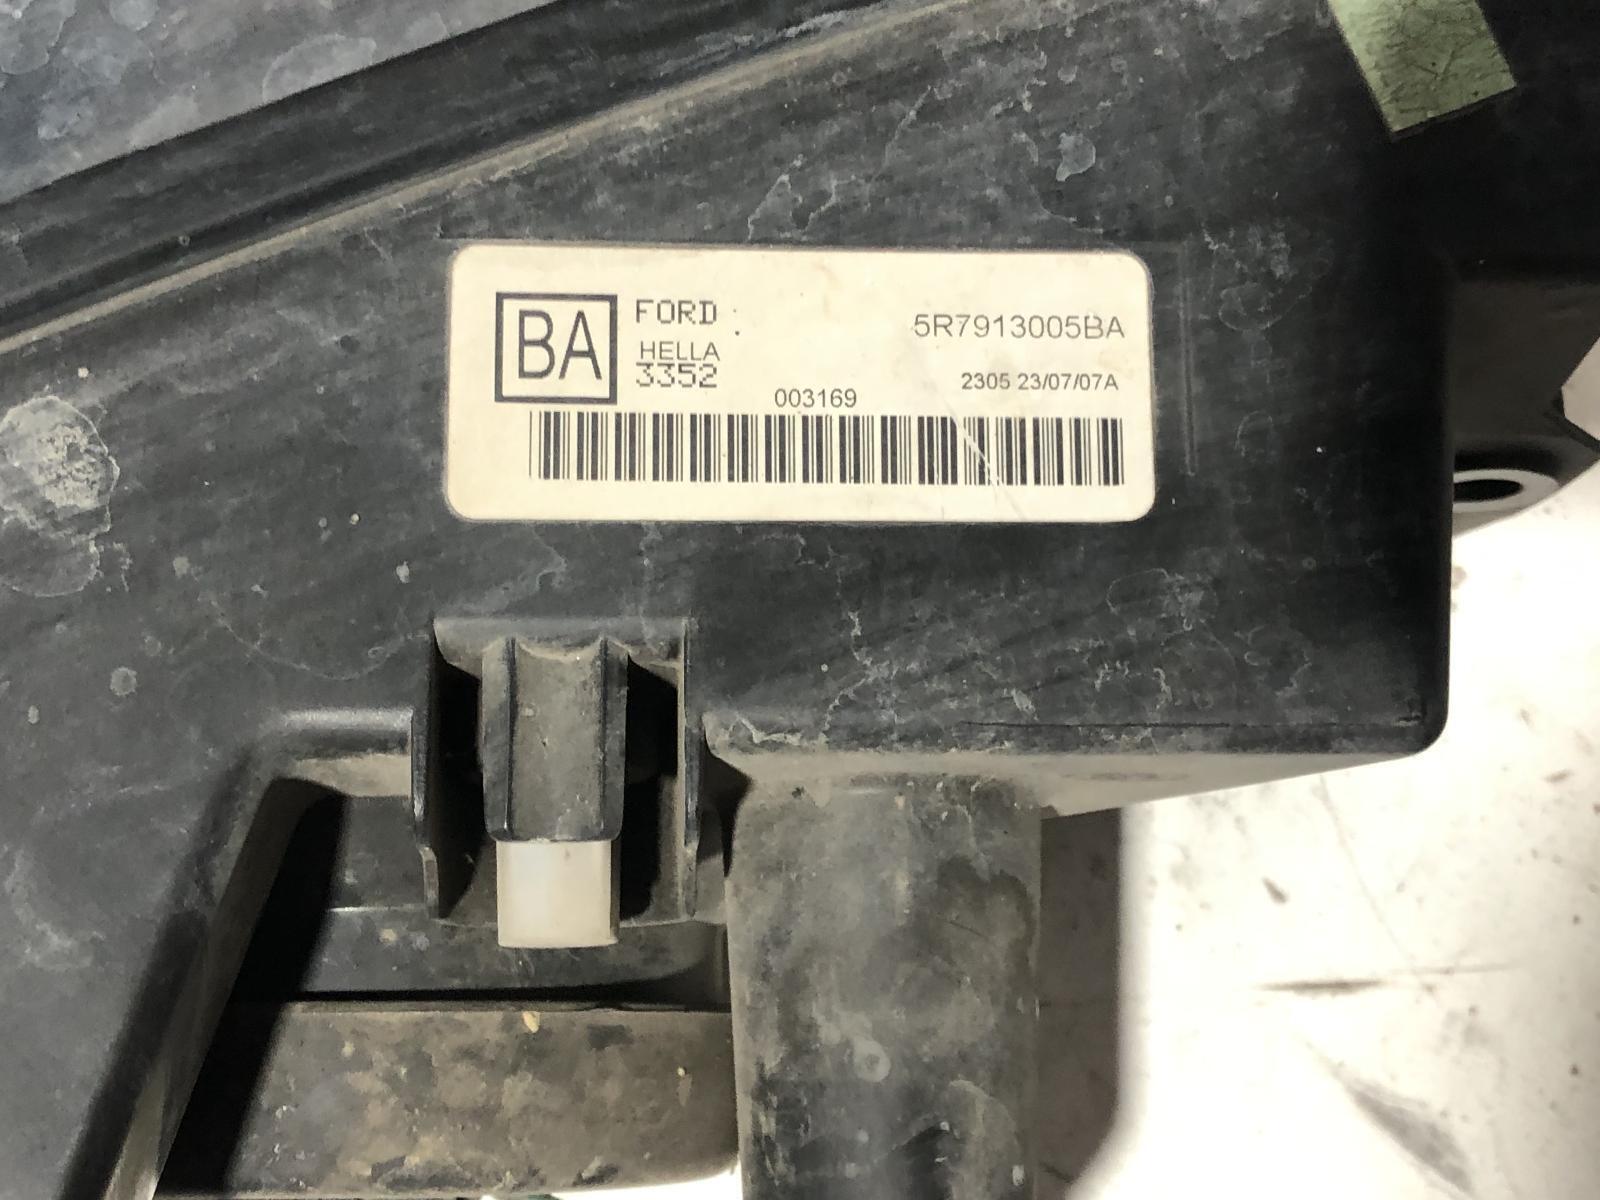 BA
FORD : 5R7913005BA
HELLA
3352 2305 23/07/07A
003169